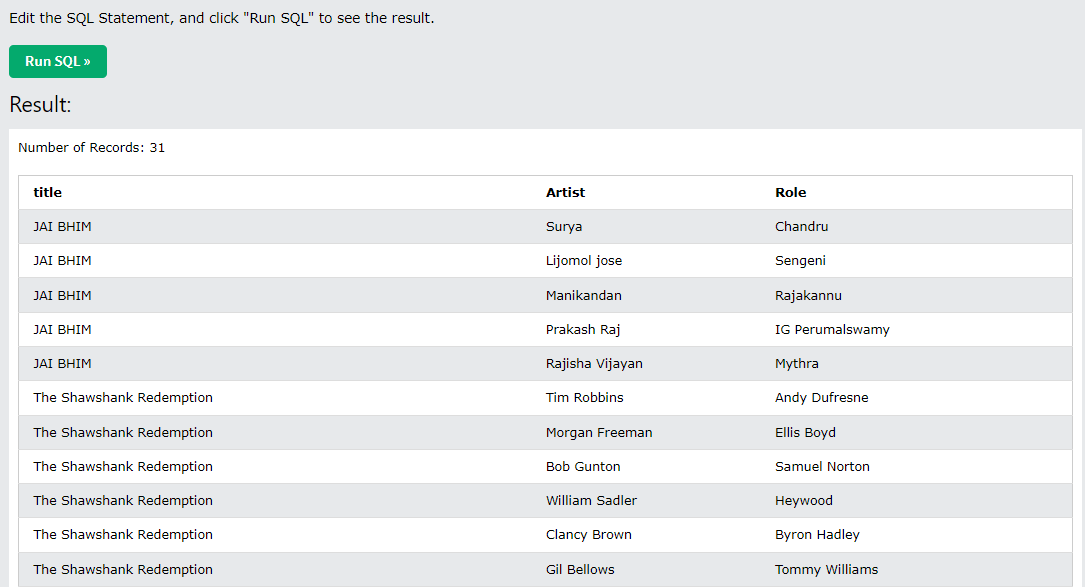 Edit the SQL Statement, and click "Run SQL" to see the result.
Run SQL »
Result:
Number of Records: 31
title Artist Role
JAI BHIM Surya Chandru
JAI BHIM Lijomol jose Sengeni
JAI BHIM Manikandan Rajakannu
JAI BHIM Prakash Raj IG Perumalswamy
JAI BHIM Rajisha Vijayan Mythra
The Shawshank Redemption Tim Robbins Andy Dufresne
The Shawshank Redemption Morgan Freeman Ellis Boyd
The Shawshank Redemption Bob Gunton Samuel Norton
The Shawshank Redemption William Sadler Heywood
The Shawshank Redemption Clancy Brown Byron Hadley
The Shawshank Redemption Gil Bellows Tommy Williams